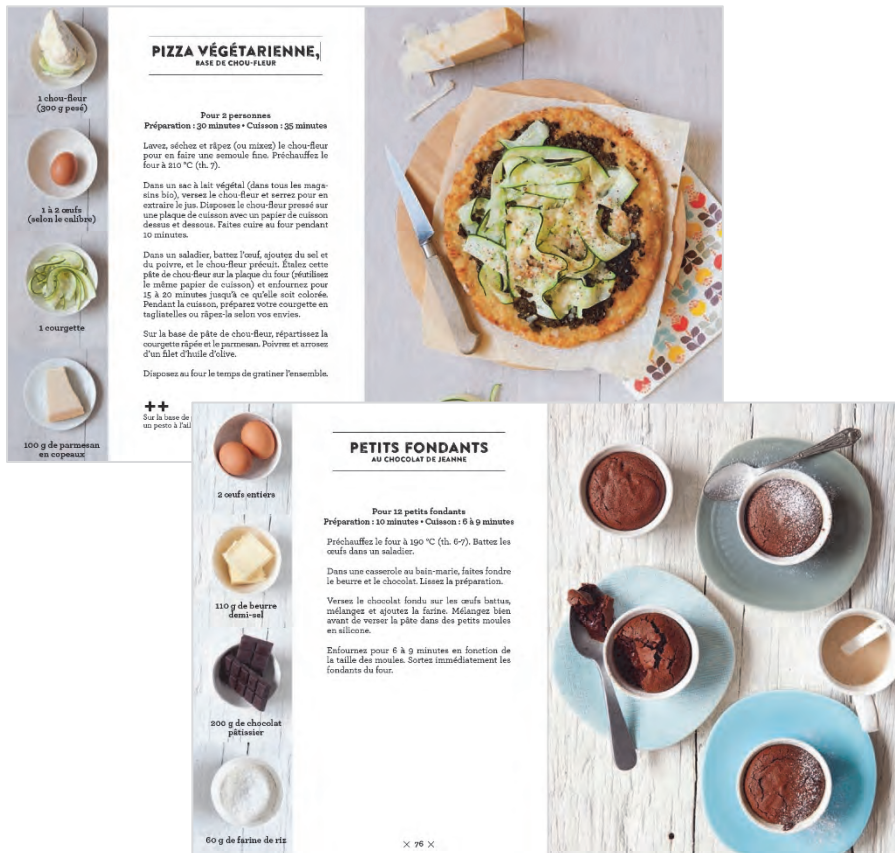 PIZZA VÉGÉTARIENNE,
BASE DE CHOU-FLEUR
1 chou-fleur
(300 g pesé)
1 à 2 œufs
(selon le calibre)
1 courgette
100 g de parmesan
en copeaux
Pour 2 personnes
Préparation : 30 minutes • Cuisson : 35 minutes
Lavez, séchez et râpez (ou mixez) le chou-fleur
pour en faire une semoule fine. Préchauffez le
four à 210 °C (th. 7).
Dans un sac à lait végétal (dans tous les maga-
sins bio), versez le chou-fleur et serrez pour en
extraire le jus. Disposez le chou-fleur pressé sur
une plaque de cuisson avec un papier de cuisson
dessus et dessous. Faites cuire au four pendant
10 minutes.
Dans un saladier, battez l'œuf, ajoutez du sel et
du poivre, et le chou-fleur précuit. Étalez cette
pâte de chou-fleur sur la plaque du four (réutilisez
le même papier de cuisson) et enfournez pour
15 à 20 minutes jusqu'à ce qu'elle soit colorée.
Pendant la cuisson, préparez votre courgette en
tagliatelles ou râpez-la selon vos envies.
Sur la base de pâte de chou-fleur, répartissez la
courgette râpée et le parmesan. Poivrez et arrosez
d'un filet d'huile d'olive.
Disposez au four le temps de gratiner l'ensemble.
++
Sur la base de
un pesto à l'ail
PETITS FONDANTS
AU CHOCOLAT DE JEANNE
2 œufs entiers
110 g de beurre
demi-sel
200 g de chocolat
pâtissier
60 g de farine de riz
Pour 12 petits fondants
Préparation : 10 minutes • Cuisson : 6 à 9 minutes
Préchauffez le four à 190 °C (th. 6-7). Battez les
œufs dans un saladier.
Dans une casserole au bain-marie, faites fondre
le beurre et le chocolat. Lissez la préparation.
Versez le chocolat fondu sur les œufs battus,
mélangez et ajoutez la farine. Mélangez bien
avant de verser la pâte dans des petits moules
en silicone.
Enfournez pour 6 à 9 minutes en fonction de
la taille des moules. Sortez immédiatement les
fondants du four.
× 76 ×